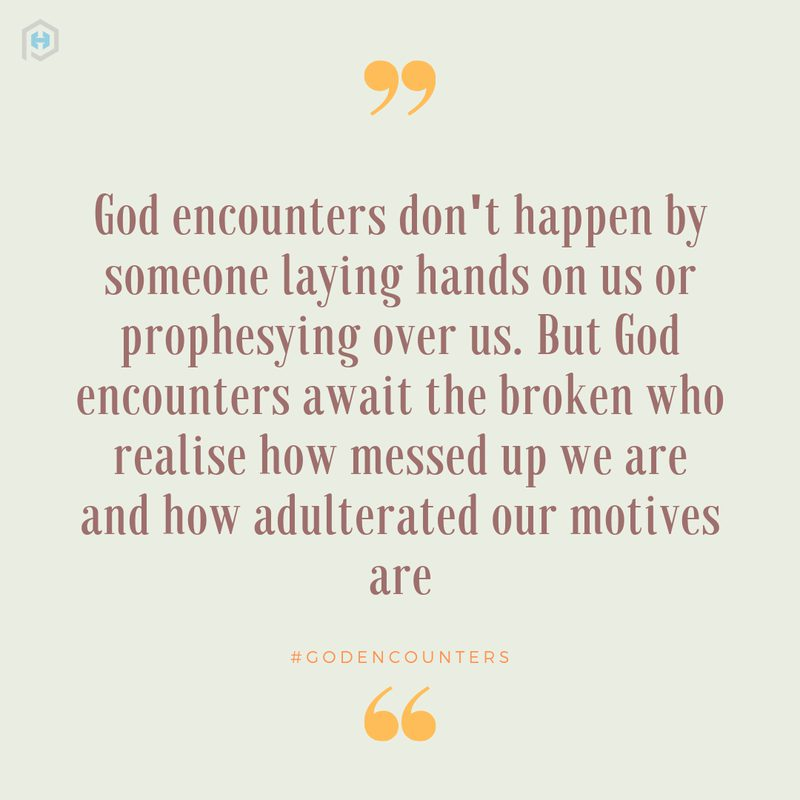 ”
God encounters don't happen by
someone laying hands on us or
prophesying over us. But God
encounters await the broken who
realise how messed up we are
and how adulterated our motives
are
#GODENCOUNTERS
“